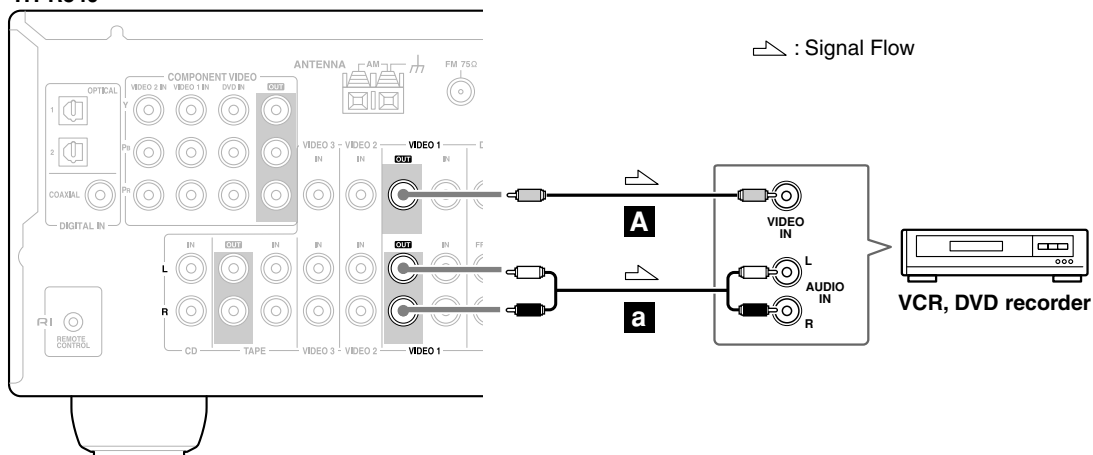 : Signal Flow
ANTENNA
AM
FM 75Ω
COMPONENT VIDEO
VIDEO 2 IN VIDEO 1 IN DVD IN OUT
OPTICAL
1
Y
2
PB
VIDEO 3 VIDEO 2 VIDEO 1 D
IN IN OUT IN
COAXIAL
PR
DIGITAL IN
A
VIDEO
IN
IN OUT IN IN IN OUT IN FR
L
L
AUDIO
IN
R
R
a
VCR, DVD recorder
RI
REMOTE
CONTROL
CD TAPE VIDEO 3 VIDEO 2 VIDEO 1